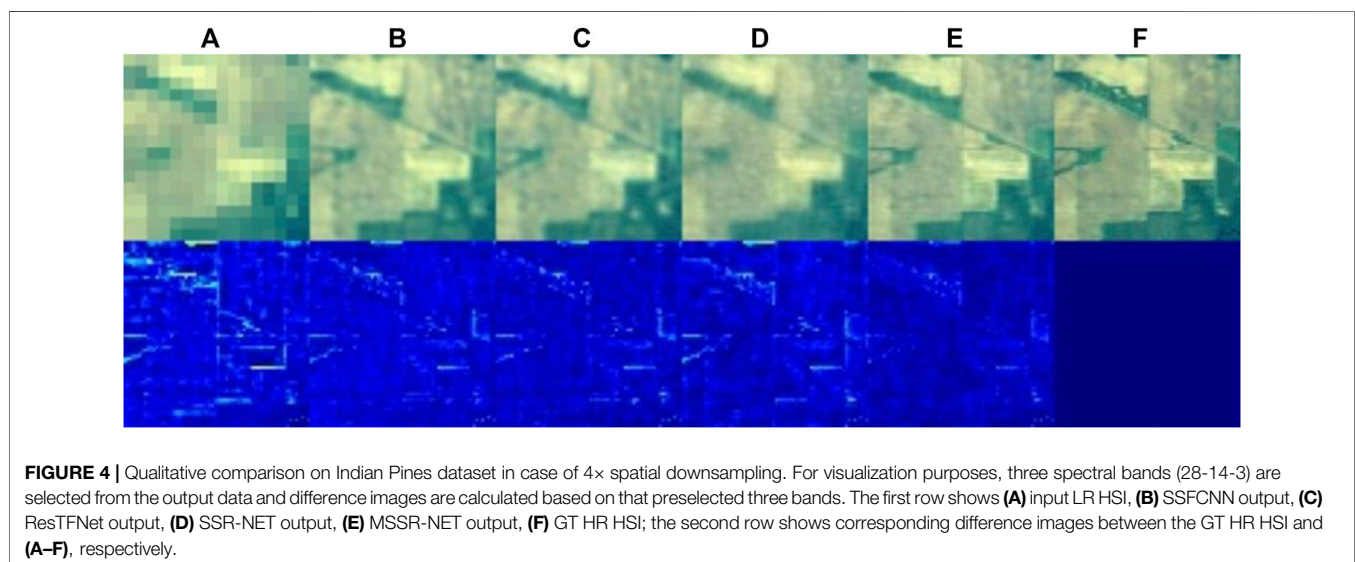 A B C D E F
FIGURE 4 | Qualitative comparison on Indian Pines dataset in case of 4× spatial downsampling. For visualization purposes, three spectral bands (28-14-3) are
selected from the output data and difference images are calculated based on that preselected three bands. The first row shows (A) input LR HSI, (B) SSFCNN output, (C)
ResTFNet output, (D) SSR-NET output, (E) MSSR-NET output, (F) GT HR HSI; the second row shows corresponding difference images between the GT HR HSI and
(A–F), respectively.